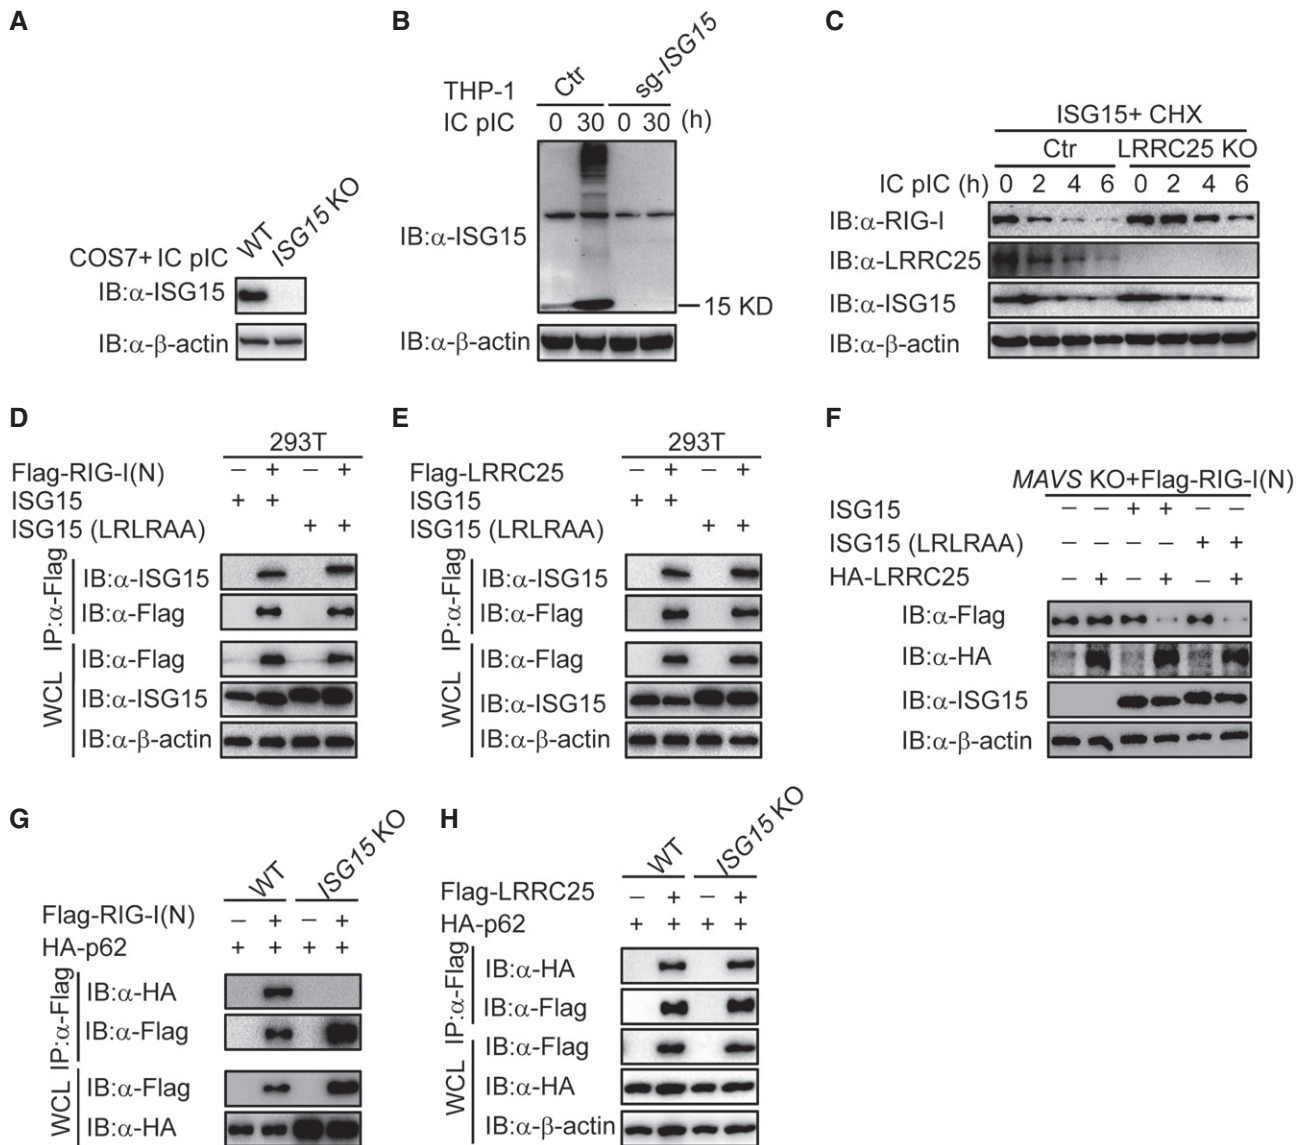 A
COS7+ IC pIC WT ISG15 KO
IB:α-ISG15
IB:α-β-actin
B
THP-1 Ctr sg-ISG15
IC pIC 0 30 0 30 (h)
IB:α-ISG15
15 KD
IB:α-β-actin
C
ISG15+ CHX
Ctr LRRC25 KO
IC pIC (h) 0 2 4 6 0 2 4 6
IB:α-RIG-I
IB:α-LRRC25
IB:α-ISG15
IB:α-β-actin
D
293T
Flag-RIG-I(N) – + – +
ISG15 + +
ISG15 (LRLRAA) + +
IP:α-Flag
IB:α-ISG15
IB:α-Flag
WCL
IB:α-Flag
IB:α-ISG15
IB:α-β-actin
E
293T
Flag-LRRC25 – + – +
ISG15 + +
ISG15 (LRLRAA) + +
IP:α-Flag
IB:α-ISG15
IB:α-Flag
WCL
IB:α-Flag
IB:α-ISG15
IB:α-β-actin
F
MAVS KO+Flag-RIG-I(N)
ISG15 – – + + – –
ISG15 (LRLRAA) – – – – + +
HA-LRRC25 – + – + – +
IB:α-Flag
IB:α-HA
IB:α-ISG15
IB:α-β-actin
G
WT ISG15 KO
Flag-RIG-I(N) – + – +
HA-p62 + + + +
IP:α-Flag
IB:α-HA
IB:α-Flag
WCL
IB:α-Flag
IB:α-HA
H
WT ISG15 KO
Flag-LRRC25 – + – +
HA-p62 + + + +
IP:α-Flag
IB:α-HA
IB:α-Flag
WCL
IB:α-Flag
IB:α-HA
IB:α-β-actin